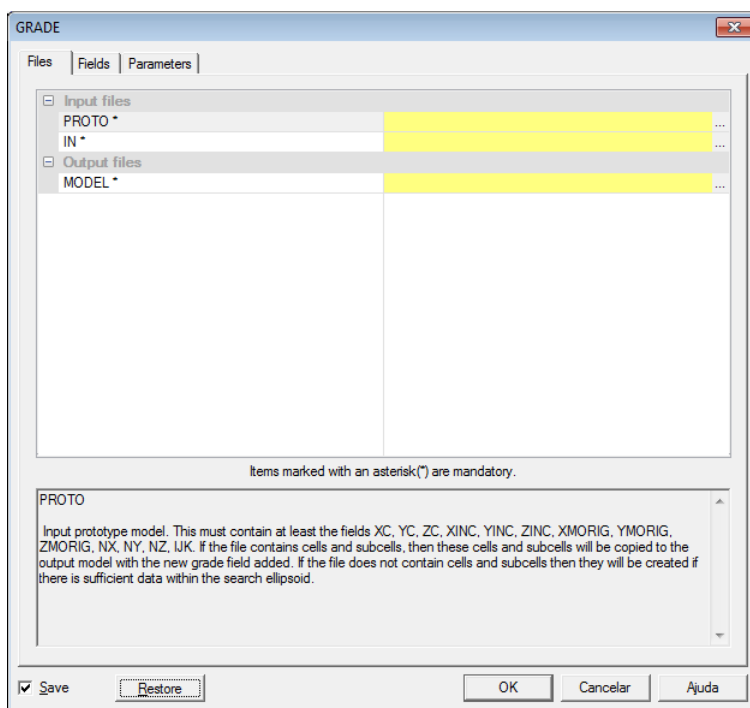 GRADE
Files Fields Parameters
Input files
PROTO * ...
IN * ...
Output files
MODEL * ...
Items marked with an asterisk(*) are mandatory.
PROTO
Input prototype model. This must contain at least the fields XC, YC, ZC, XINC, YINC, ZINC, XMORIG, YMORIG,
ZMORIG, NX, NY, NZ, IJK. If the file contains cells and subcells, then these cells and subcells will be copied to the
output model with the new grade field added. If the file does not contain cells and subcells then they will be created if
there is sufficient data within the search ellipsoid.
Save Restore OK Cancelar Ajuda